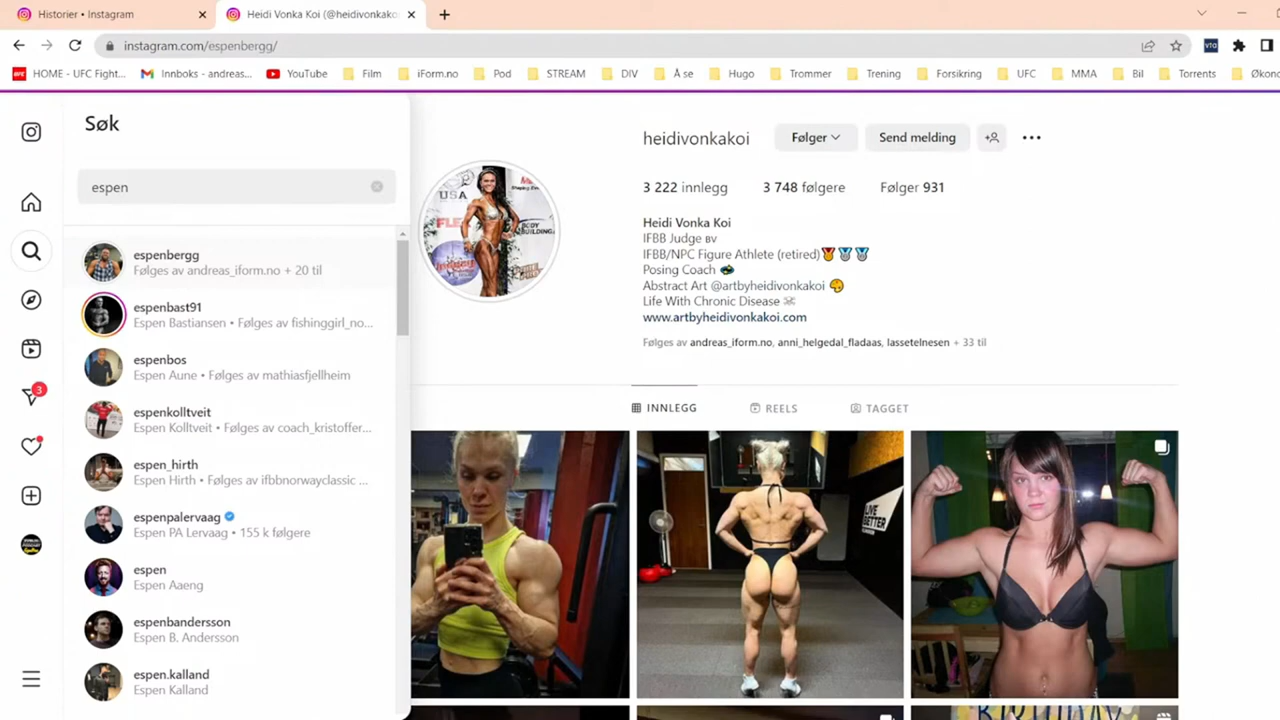 Historier • Instagram
Heidi Vonka Koi (@heidivonkako
instagram.com/espenbergg/
HOME - UFC Fight...
Innboks - andreas...
YouTube
Film
iForm.no
Pod
STREAM
DIV
Å se
Hugo
Trommer
Trening
Forsikring
UFC
MMA
Bil
Torrents
Økono
Søk
espen
espenbergg
Følges av andreas_iform.no + 20 til
espenbast91
Espen Bastiansen • Følges av fishinggirl_no...
espenbos
Espen Aune • Følges av mathiasfjellheim
espenkolltveit
Espen Kolltveit • Følges av coach_kristoffer...
espen_hirth
Espen Hirth • Følges av ifbbnorwayclassic ...
espenpalervaag
Espen PA Lervaag • 155 k følgere
espen
Espen Aaeng
espenbandersson
Espen B. Andersson
espen.kalland
Espen Kalland
3
heidivonkakoi
Følger
Send melding
3 222 innlegg 3 748 følgere Følger 931
Heidi Vonka Koi
IFBB Judge BV
IFBB/NPC Figure Athlete (retired)
Posing Coach
Abstract Art @artbyheidivonkakoi
Life With Chronic Disease
www.artbyheidivonkakoi.com
Følges av andreas_iform.no, anni_helgedal_fladaas, lassetelnesen + 33 til
INNLEGG
REELS
TAGGET
USA
BODY
BUILDING
LIVE
BETTER